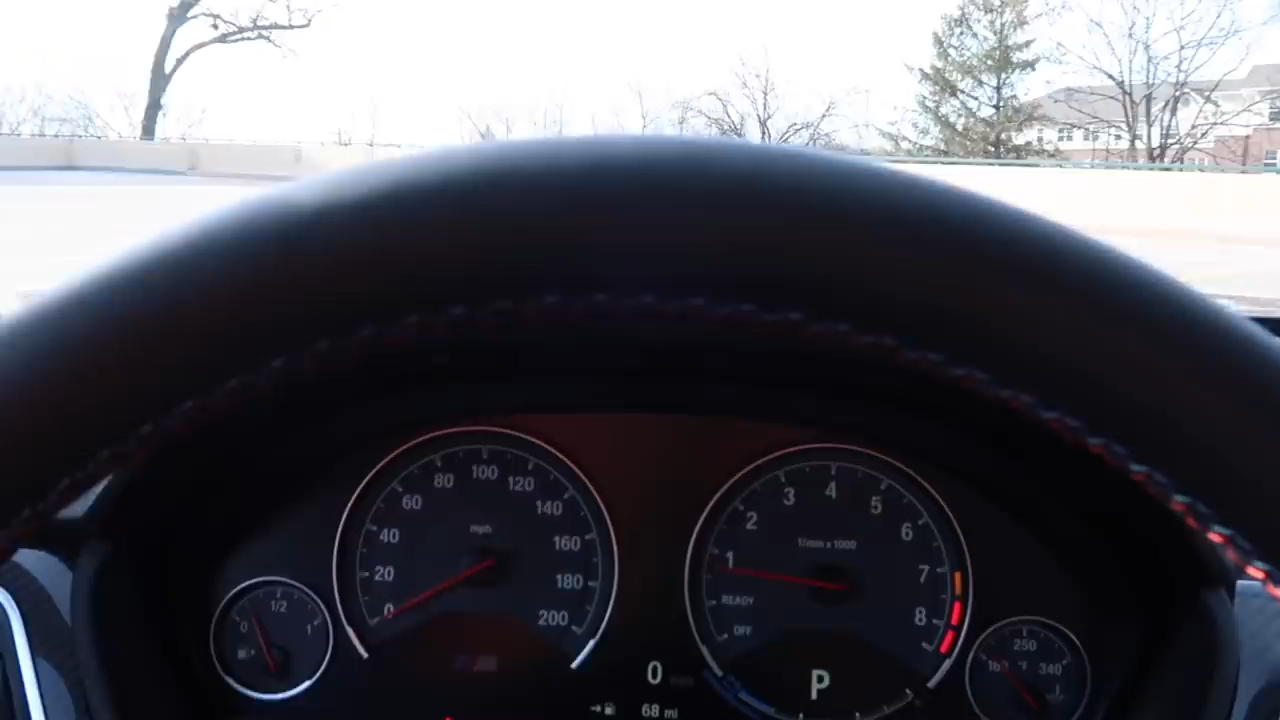 0 20 40 60 80 100 120 140 160 180 200
mph
0 1/2 1
1 2 3 4 5 6 7 8
1/min x 1000
READY
OFF
250
160 °F 340
0 mph
P
68 mi